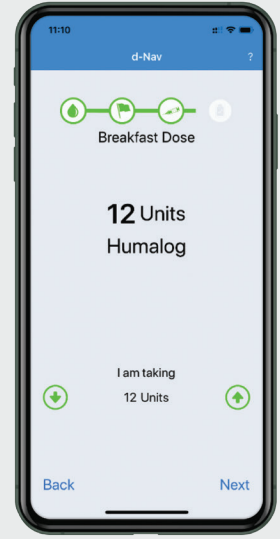 11:10
d-Nav ?
Breakfast Dose
12 Units
Humalog
I am taking
12 Units
Back Next